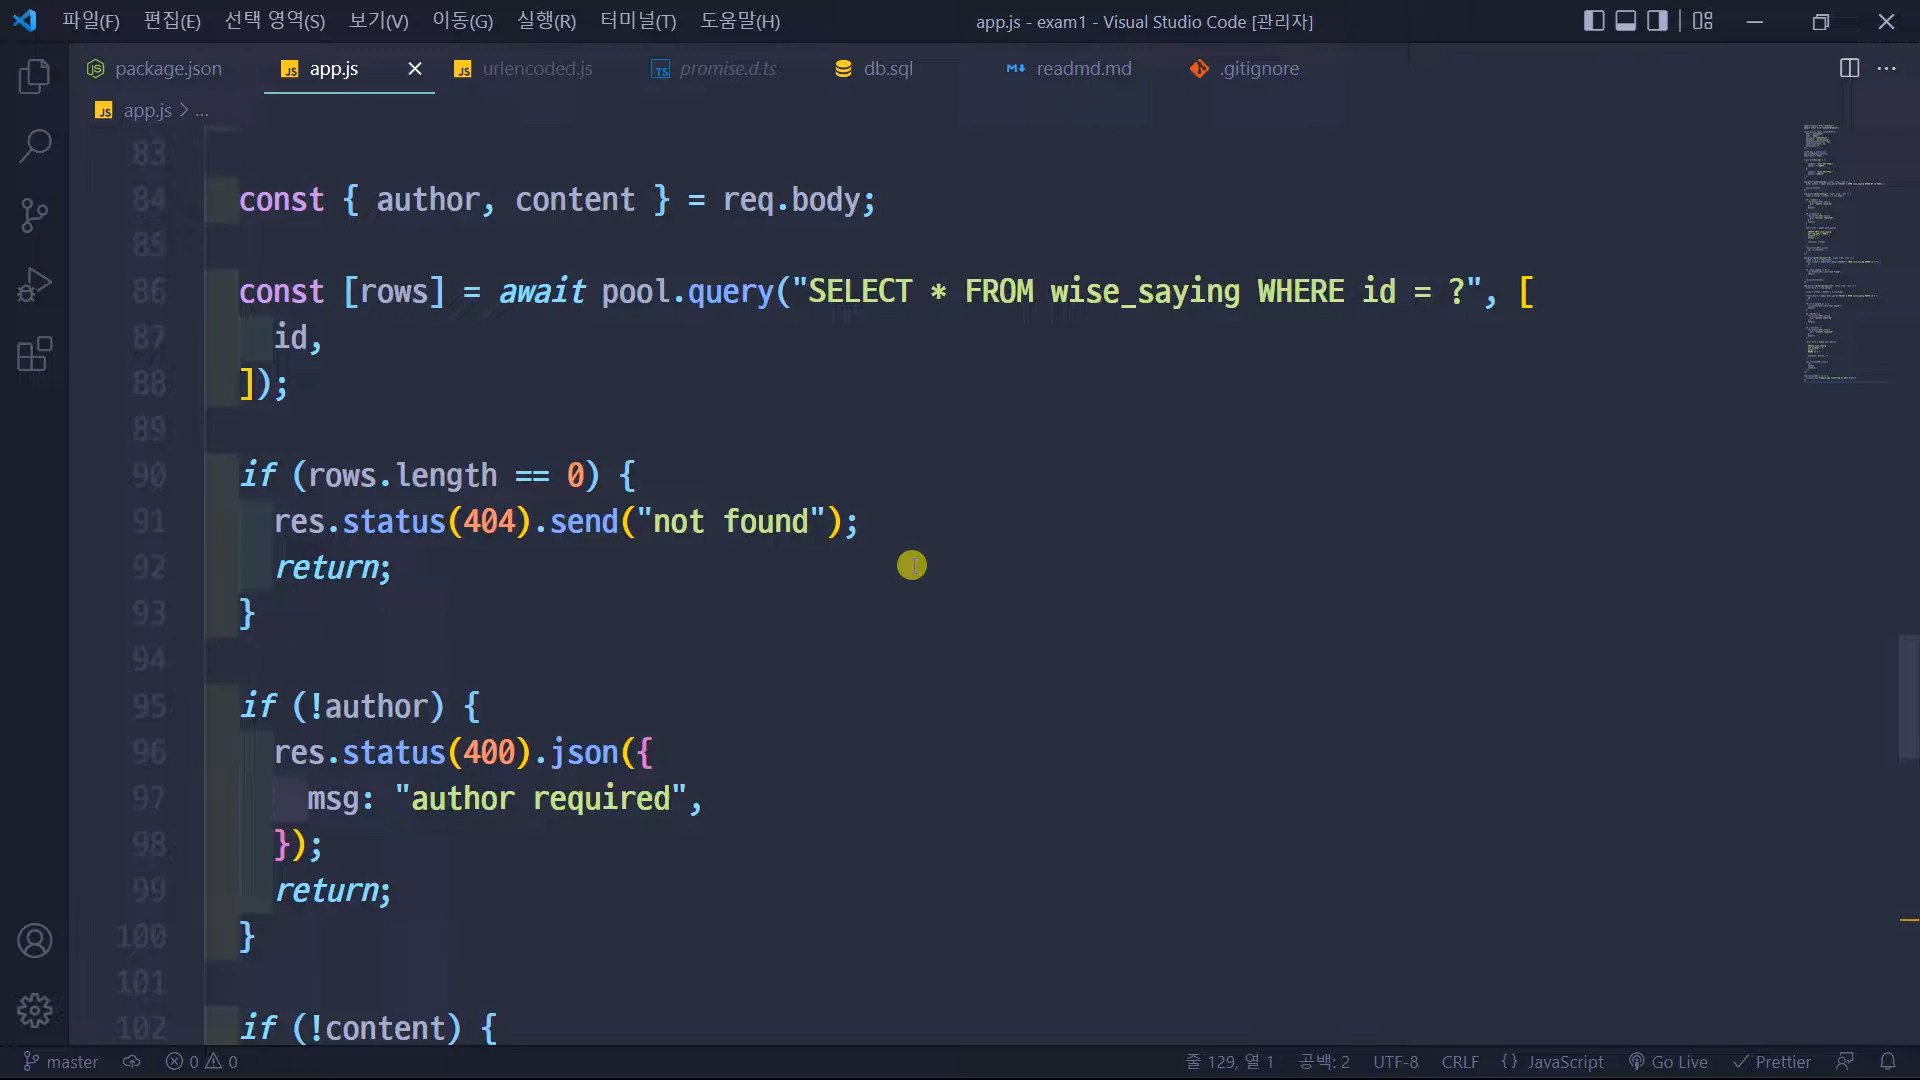 파일(F) 편집(E) 선택 영역(S) 보기(V) 이동(G) 실행(R) 터미널(T) 도움말(H) app.js - exam1 - Visual Studio Code [관리자]
package.json JS app.js JS urlencoded.js TS promise.d.ts db.sql M readmd.md .gitignore
JS app.js > ...
83
84 const { author, content } = req.body;
85
86 const [rows] = await pool.query("SELECT * FROM wise_saying WHERE id = ?", [
87 id,
88 ]);
89
90 if (rows.length == 0) {
91 res.status(404).send("not found");
92 return;
93 }
94
95 if (!author) {
96 res.status(400).json({
97 msg: "author required",
98 });
99 return;
100 }
101
102 if (!content) {
master 0 0 줄 129, 열 1 공백: 2 UTF-8 CRLF {} JavaScript Go Live Prettier